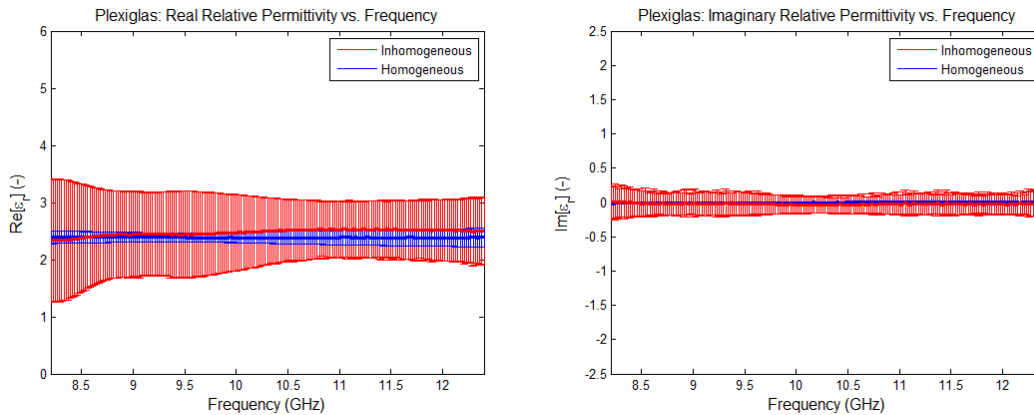 Plexiglas: Real Relative Permittivity vs. Frequency
6
5
4
3
2
1
0
Re[εr] (-)
Inhomogeneous
Homogeneous
8.5 9 9.5 10 10.5 11 11.5 12
Frequency (GHz)
Plexiglas: Imaginary Relative Permittivity vs. Frequency
2.5
2
1.5
1
0.5
0
-0.5
-1
-1.5
-2
-2.5
Im[εr] (-)
Inhomogeneous
Homogeneous
8.5 9 9.5 10 10.5 11 11.5 12
Frequency (GHz)